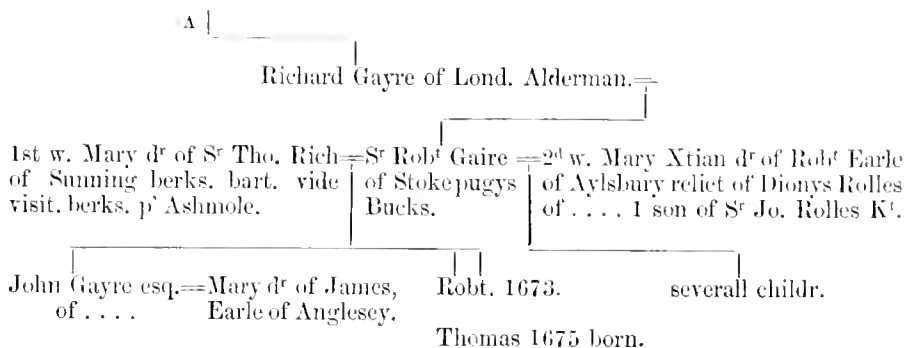 A
Richard Gayre of Lond. Alderman.=
1st w. Mary dʳ of Sʳ Tho. Rich=Sʳ Robᵗ Gaire=2ᵈ w. Mary Xtian dʳ of Robᵗ Earle
of Sunning berks. bart. vide of Stokepugys of Aylsbury relict of Dionys Rolles
visit. berks. p' Ashmole. Bucks. of . . . . 1 son of Sʳ Jo. Rolles Kᵗ.
John Gayre esq.=Mary dʳ of James, Robt. 1673. severall childr.
of . . . . Earle of Anglesey.
Thomas 1675 born.